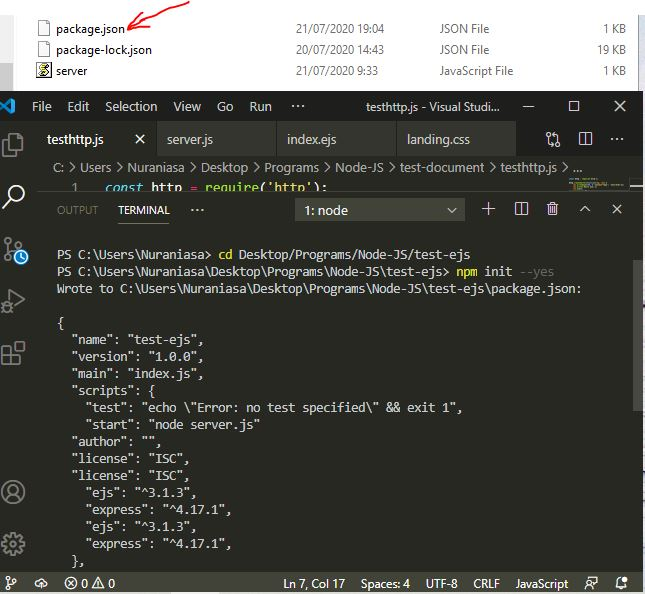 package.json 21/07/2020 19:04 JSON File 1 KB
package-lock.json 20/07/2020 14:43 JSON File 19 KB
server 21/07/2020 9:33 JavaScript File 1 KB
File Edit Selection View Go Run ··· testhttp.js - Visual Studi...
testhttp.js server.js index.ejs landing.css
C: > Users > Nuraniasa > Desktop > Programs > Node-JS > test-document > testhttp.js > ...
1 const http = require('http');
OUTPUT TERMINAL ··· 1: node
PS C:\Users\Nuraniasa> cd Desktop/Programs/Node-JS/test-ejs
PS C:\Users\Nuraniasa\Desktop\Programs\Node-JS\test-ejs> npm init --yes
Wrote to C:\Users\Nuraniasa\Desktop\Programs\Node-JS\test-ejs\package.json:
{
"name": "test-ejs",
"version": "1.0.0",
"main": "index.js",
"scripts": {
"test": "echo \"Error: no test specified\" && exit 1",
"start": "node server.js"
"author": "",
"license": "ISC",
"license": "ISC",
"ejs": "^3.1.3",
"express": "^4.17.1",
"ejs": "^3.1.3",
"express": "^4.17.1",
},
0 0 Ln 7, Col 17 Spaces: 4 UTF-8 CRLF JavaScript